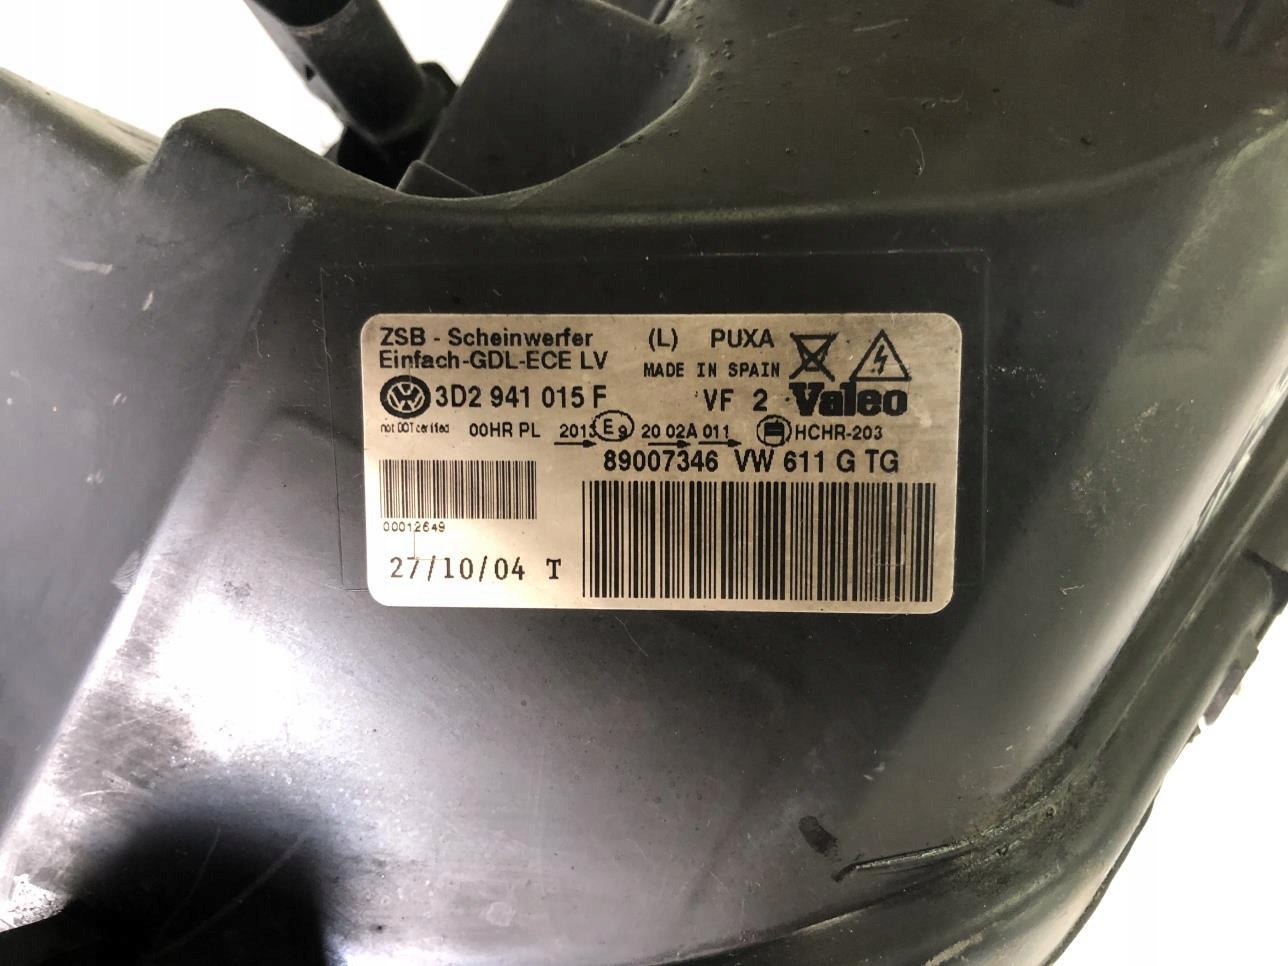 ZSB - Scheinwerfer (L) PUXA
Einfach-GDL-ECE LV MADE IN SPAIN
3D2 941 015 F VF 2 Valeo
not DOT certified 00HR PL 2013 E9 20 02A 011 HCHR-203
89007346 VW 611 G TG
00012649
27/10/04 T